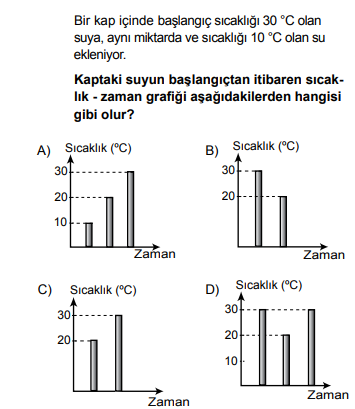 Bir kap içinde başlangıç sıcaklığı 30 °C olan
suya, aynı miktarda ve sıcaklığı 10 °C olan su
ekleniyor.
Kaptaki suyun başlangıçtan itibaren sıcak-
lık - zaman grafiği aşağıdakilerden hangisi
gibi olur?
A) Sıcaklık (ºC)
30
20
10
Zaman
B) Sıcaklık (ºC)
30
20
Zaman
C) Sıcaklık (ºC)
30
20
Zaman
D) Sıcaklık (ºC)
30
20
10
Zaman